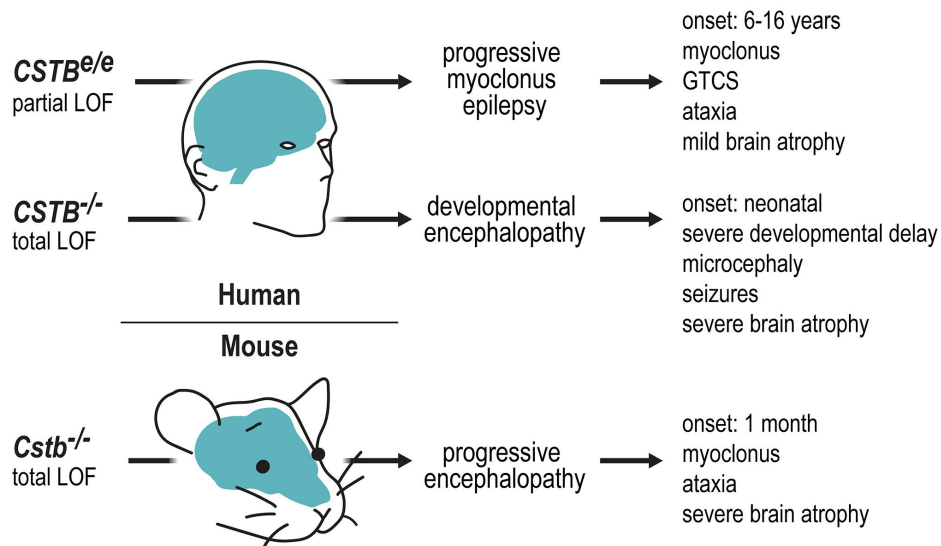 CSTBe/e
partial LOF
progressive
myoclonus
epilepsy
onset: 6-16 years
myoclonus
GTCS
ataxia
mild brain atrophy
CSTB-/-
total LOF
developmental
encephalopathy
onset: neonatal
severe developmental delay
microcephaly
seizures
severe brain atrophy
Human
Mouse
Cstb-/-
total LOF
progressive
encephalopathy
onset: 1 month
myoclonus
ataxia
severe brain atrophy